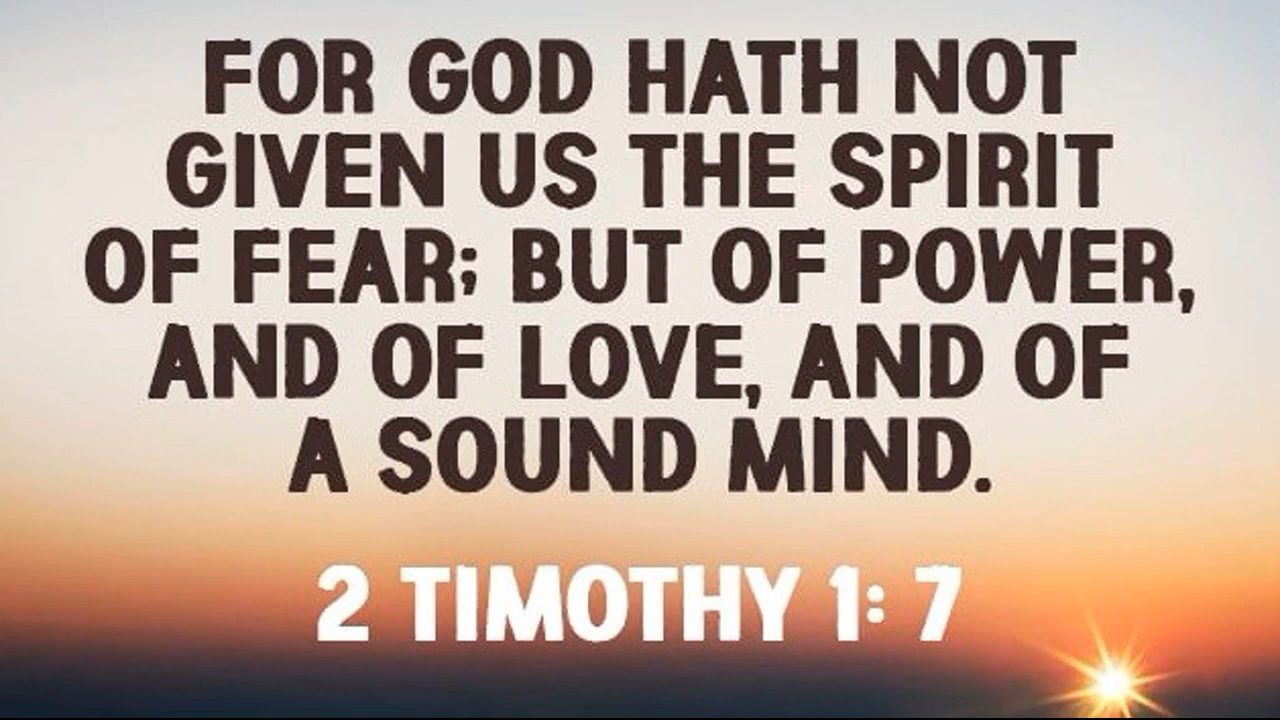 FOR GOD HATH NOT
GIVEN US THE SPIRIT
OF FEAR; BUT OF POWER,
AND OF LOVE, AND OF
A SOUND MIND.
2 TIMOTHY 1: 7